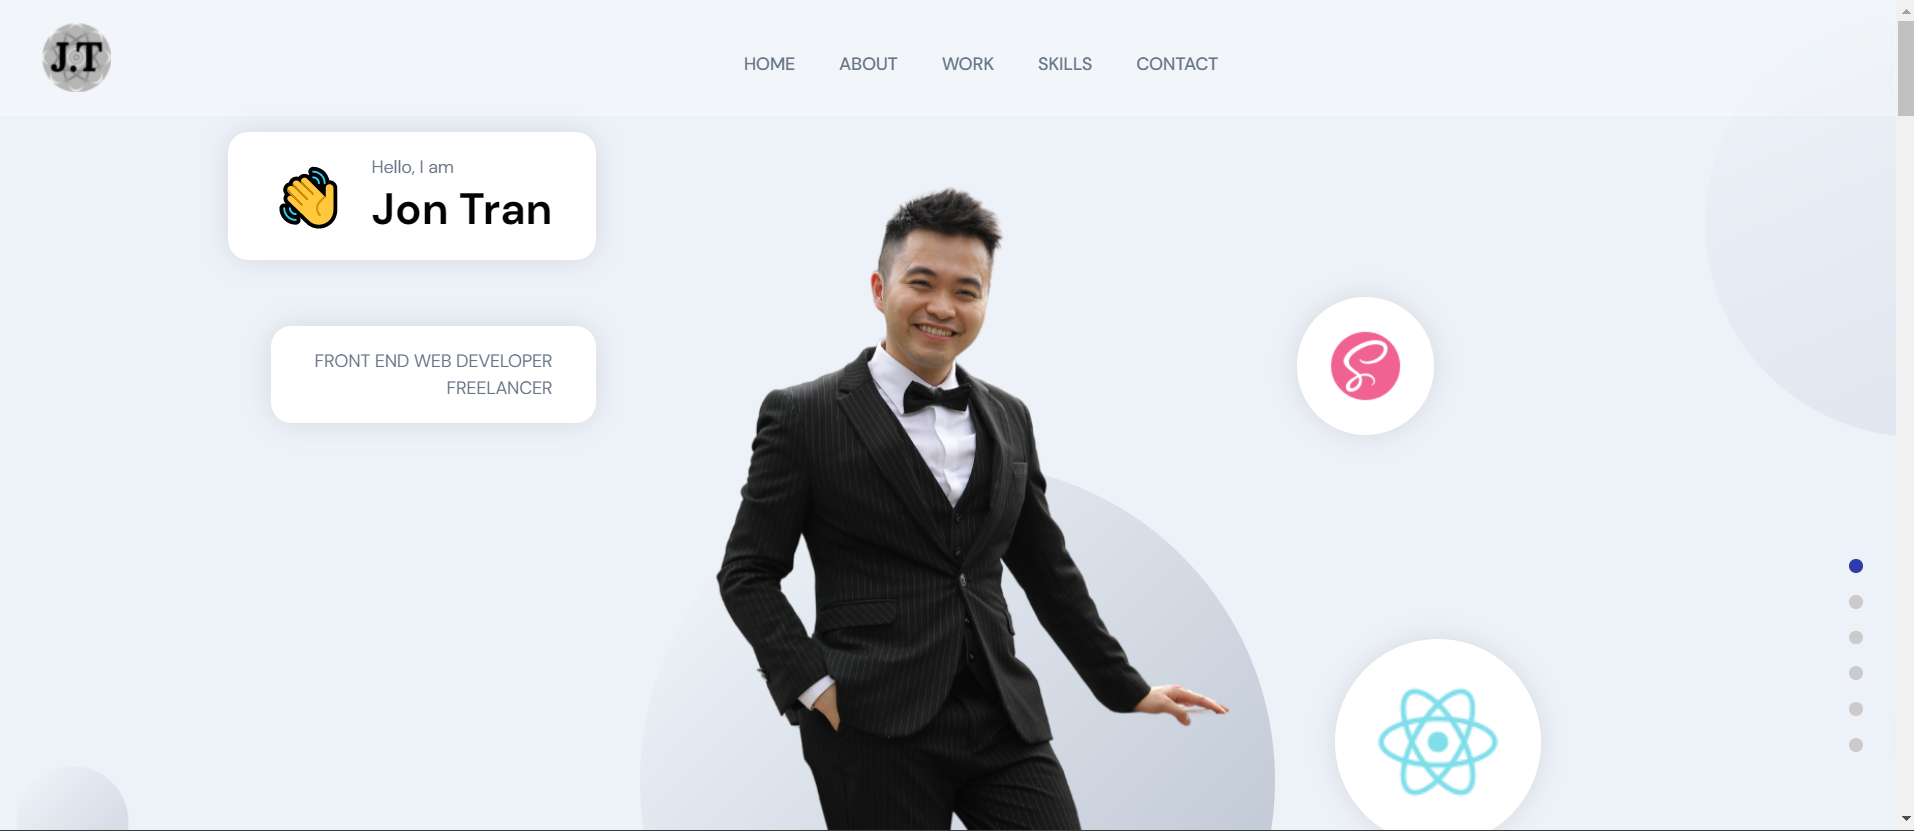 J.T
HOME
ABOUT
WORK
SKILLS
CONTACT
Hello, I am
Jon Tran
FRONT END WEB DEVELOPER
FREELANCER